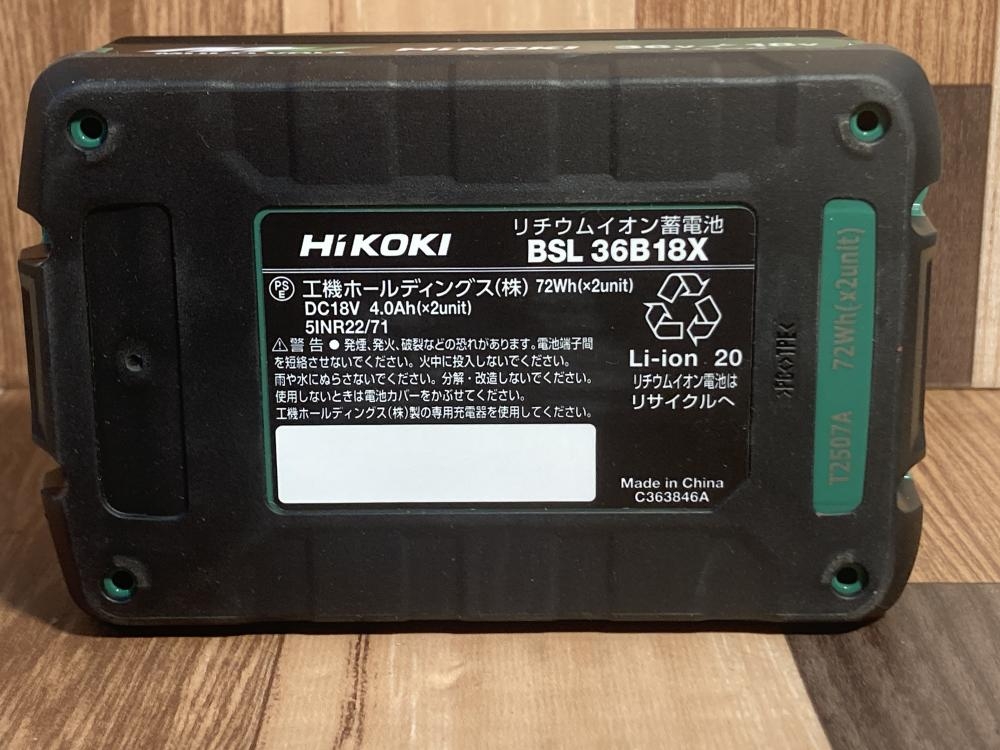 HiKOKI 36V 18V
HiKOKI
リチウムイオン蓄電池
BSL 36B18X
PSE
工機ホールディングス(株) 72Wh(×2unit)
DC18V 4.0Ah(×2unit)
5INR22/71
⚠警告 ● 発煙、発火、破裂などの恐れがあります。電池端子間
を短絡させないでください。火中に投入しないでください。
雨や水にぬらさないでください。分解・改造しないでください。
使用しないときは電池カバーをかぶせてください。
工機ホールディングス(株)製の専用充電器を使用してください。
Li-ion 20
リチウムイオン電池は
リサイクルへ
Made in China
C363846A
T2507A 72Wh(x2unit)